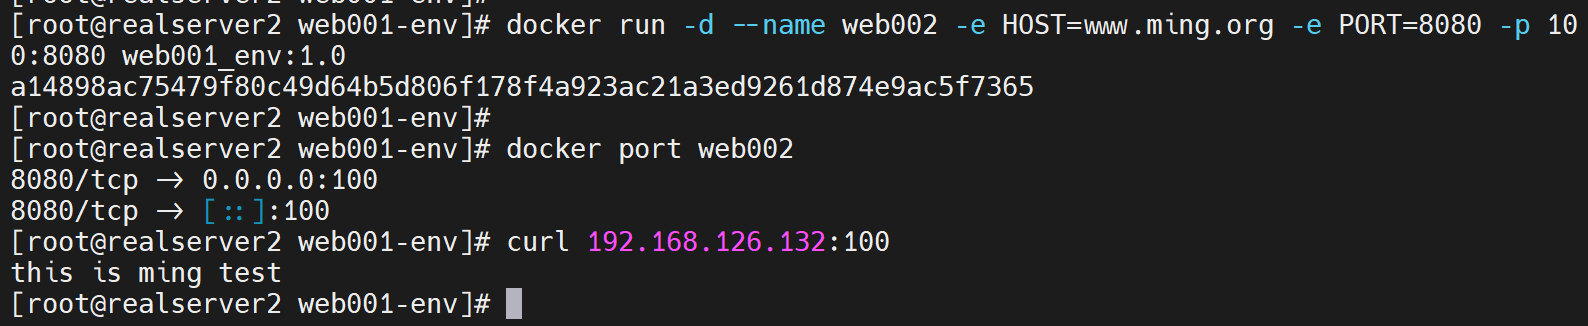 [root@realserver2 web001-env]# docker run -d --name web002 -e HOST=www.ming.org -e PORT=8080 -p 10
0:8080 web001_env:1.0
a14898ac75479f80c49d64b5d806f178f4a923ac21a3ed9261d874e9ac5f7365
[root@realserver2 web001-env]#
[root@realserver2 web001-env]# docker port web002
8080/tcp -> 0.0.0.0:100
8080/tcp -> [::]:100
[root@realserver2 web001-env]# curl 192.168.126.132:100
this is ming test
[root@realserver2 web001-env]#